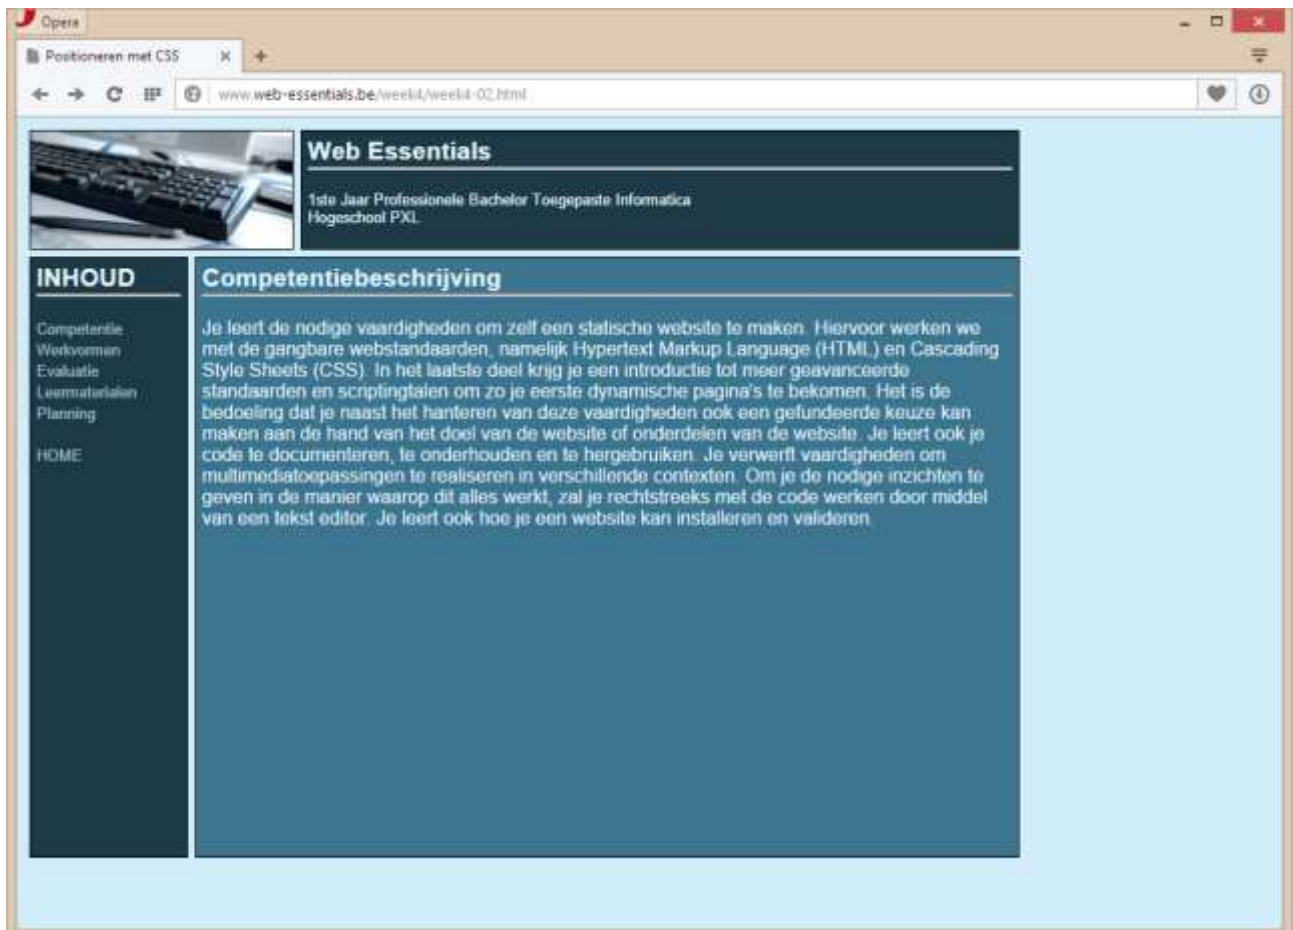 Opera
Positioneren met CSS
www.web-essentials.be/week4/week4-02.html
Web Essentials
1ste Jaar Professionele Bachelor Toegepaste Informatica
Hogeschool PXL
INHOUD
Competentie
Werkvormen
Evaluatie
Leermaterialen
Planning
HOME
Competentiebeschrijving
Je leert de nodige vaardigheden om zelf een statische website te maken. Hiervoor werken we
met de gangbare webstandaarden, namelijk Hypertext Markup Language (HTML) en Cascading
Style Sheets (CSS). In het laatste deel krijg je een introductie tot meer geavanceerde
standaarden en scriptingtalen om zo je eerste dynamische pagina's te bekomen. Het is de
bedoeling dat je naast het hanteren van deze vaardigheden ook een gefundeerde keuze kan
maken aan de hand van het doel van de website of onderdelen van de website. Je leert ook je
code te documenteren, te onderhouden en te hergebruiken. Je verwerft vaardigheden om
multimediatoepassingen te realiseren in verschillende contexten. Om je de nodige inzichten te
geven in de manier waarop dit alles werkt, zal je rechtstreeks met de code werken door middel
van een tekst editor. Je leert ook hoe je een website kan installeren en valideren.